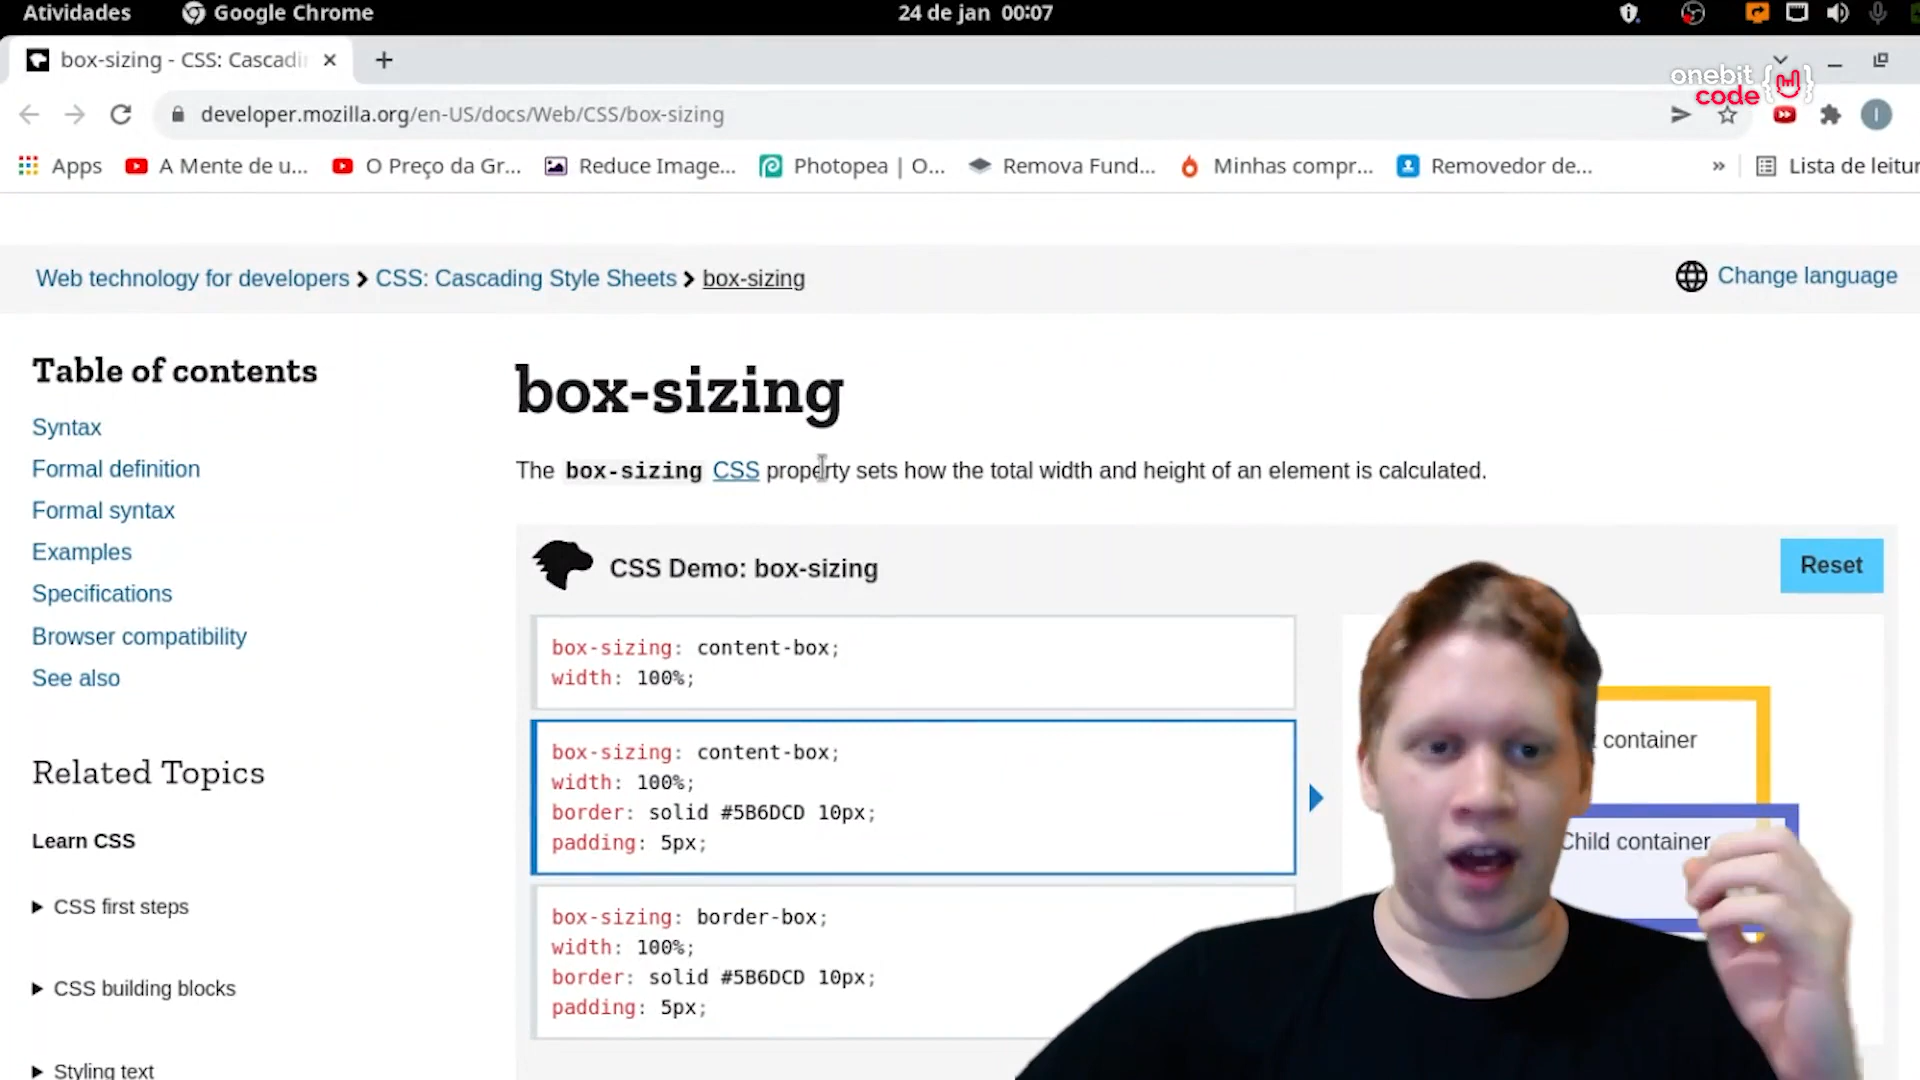 Atividades
Google Chrome
24 de jan 00:07
box-sizing - CSS: Cascadi
onebit
code
developer.mozilla.org/en-US/docs/Web/CSS/box-sizing
Apps
A Mente de u...
O Preço da Gr...
Reduce Image...
Photopea | O...
Remova Fund...
Minhas compr...
Removedor de...
»
Lista de leitur
Web technology for developers
CSS: Cascading Style Sheets
box-sizing
Change language
Table of contents
Syntax
Formal definition
Formal syntax
Examples
Specifications
Browser compatibility
See also
Related Topics
Learn CSS
CSS first steps
CSS building blocks
Styling text
box-sizing
The box-sizing CSS property sets how the total width and height of an element is calculated.
CSS Demo: box-sizing
Reset
box-sizing: content-box;
width: 100%;
box-sizing: content-box;
width: 100%;
border: solid #5B6DCD 10px;
padding: 5px;
box-sizing: border-box;
width: 100%;
border: solid #5B6DCD 10px;
padding: 5px;
container
Child container